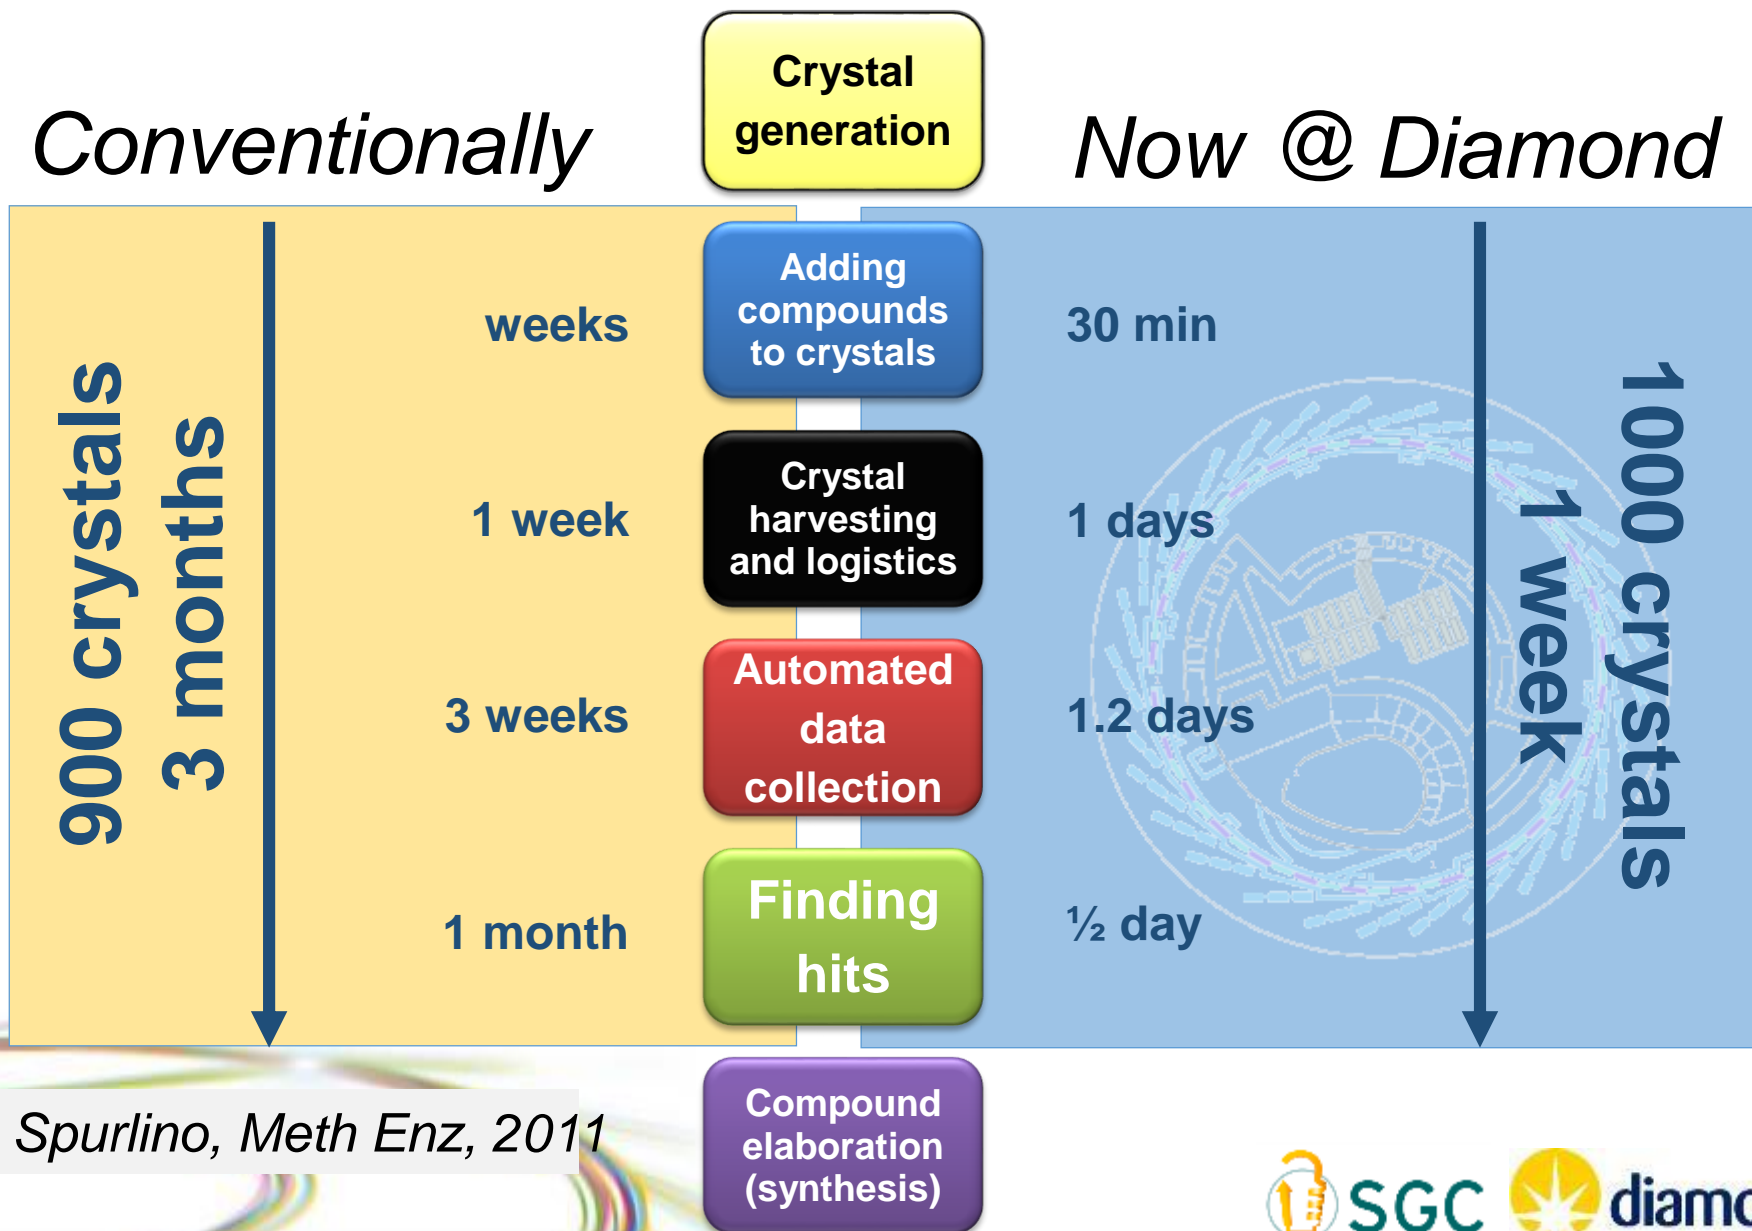 Crystal
generation
Conventionally
Now @ Diamond
900 crystals
3 months
weeks
Adding
compounds
to crystals
30 min
1 week
Crystal
harvesting
and logistics
1 days
3 weeks
Automated
data
collection
1.2 days
1 month
Finding
hits
½ day
1000 crystals
1 week
Spurlino, Meth Enz, 2011
Compound
elaboration
(synthesis)
SGC
diamo